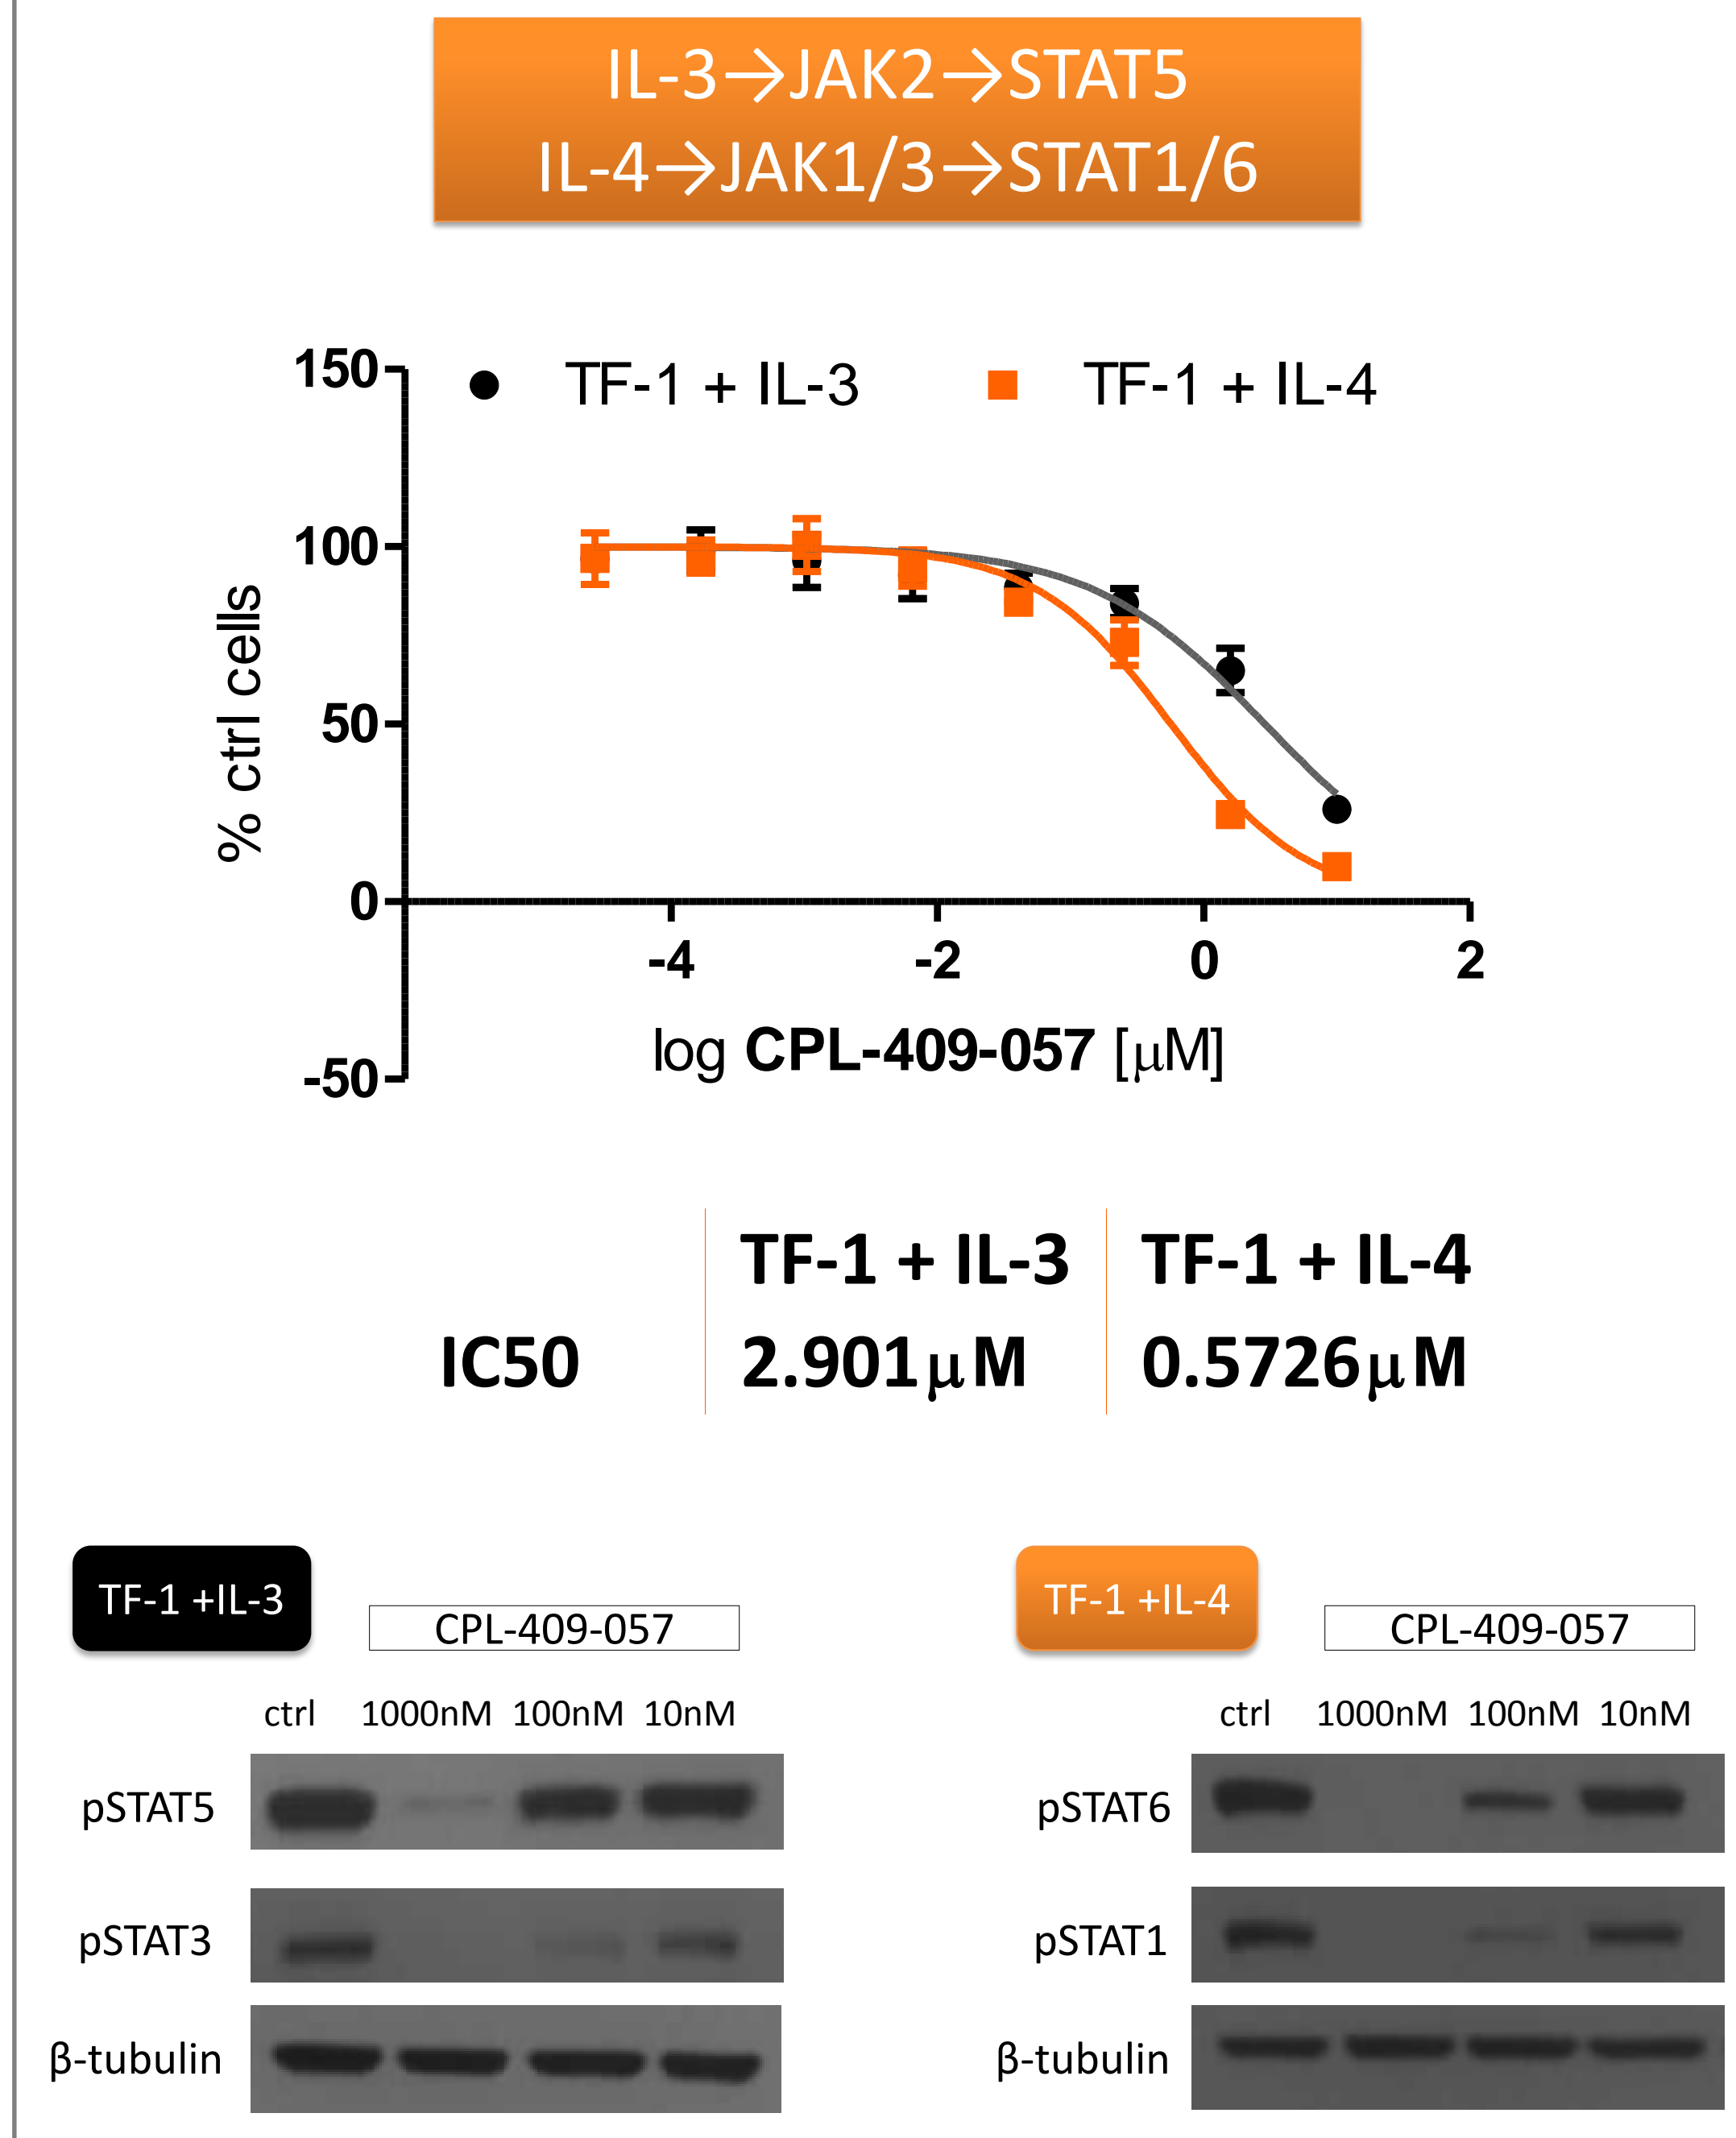 IL-3→JAK2→STAT5
IL-4→JAK1/3→STAT1/6
TF-1 + IL-3
TF-1 + IL-4
150
100
50
0
-50
% ctrl cells
-4
-2
0
2
log CPL-409-057 [μM]
TF-1 + IL-3
TF-1 + IL-4
IC50
2.901μM
0.5726μM
TF-1 +IL-3
CPL-409-057
ctrl 1000nM 100nM 10nM
pSTAT5
pSTAT3
β-tubulin
TF-1 +IL-4
CPL-409-057
ctrl 1000nM 100nM 10nM
pSTAT6
pSTAT1
β-tubulin